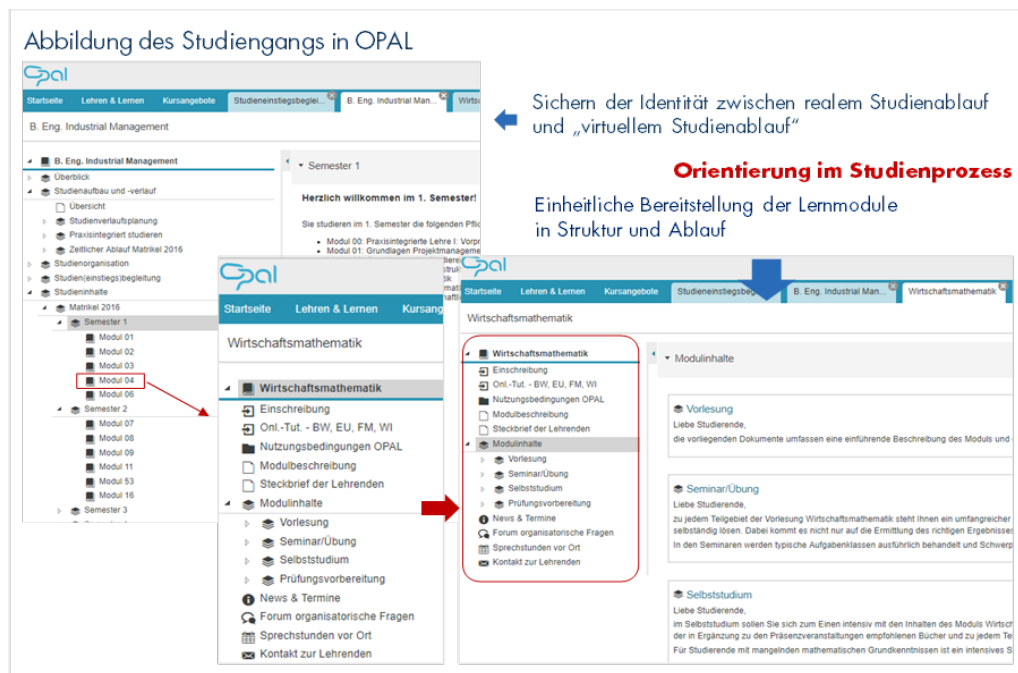 Abbildung des Studiengangs in OPAL
Opal
Startseite Lehren & Lernen Kursangebote Studieneinstiegsbeglei... B. Eng. Industrial Man...
B. Eng. Industrial Management
B. Eng. Industrial Management
Überblick
Studienaufbau und -verlauf
Übersicht
Studienverlaufsplanung
Praxisintegriert studieren
Zeitlicher Ablauf Matrikel 2016
Studienorganisation
Studien(einstiegs)begleitung
Studieninhalte
Matrikel 2016
Semester 1
Modul 01
Modul 02
Modul 03
Modul 04
Modul 06
Semester 2
Modul 07
Modul 08
Modul 09
Modul 11
Modul 53
Modul 16
Semester 3
Semester 1
Herzlich willkommen im 1. Semester!
Sie studieren im 1. Semester die folgenden
Modul 00: Praxisintegrierte Lehre I:
Modul 01: Grundlagen
Sichern der Identität zwischen realem Studienablauf
und „virtuellem Studienablauf“
Orientierung im Studienprozess
Einheitliche Bereitstellung der Lernmodule
in Struktur und Ablauf
Opal
Startseite Lehren & Lernen Kursang
Wirtschaftsmathematik
Wirtschaftsmathematik
Einschreibung
Onl.-Tut. - BW, EU, FM, WI
Nutzungsbedingungen OPAL
Modulbeschreibung
Steckbrief der Lehrenden
Modulinhalte
Vorlesung
Seminar/Übung
Selbststudium
Prüfungsvorbereitung
News & Termine
Forum organisatorische Fragen
Sprechstunden vor Ort
Kontakt zur Lehrenden
Opal
Startseite Lehren & Lernen Kursangebote B. Eng. Industrial Man... Wirtschaftsmathematik
Wirtschaftsmathematik
Wirtschaftsmathematik
Einschreibung
Onl.-Tut. - BW, EU, FM, WI
Nutzungsbedingungen OPAL
Modulbeschreibung
Steckbrief der Lehrenden
Modulinhalte
Vorlesung
Seminar/Übung
Selbststudium
Prüfungsvorbereitung
News & Termine
Forum organisatorische Fragen
Sprechstunden vor Ort
Kontakt zur Lehrenden
Modulinhalte
Vorlesung
Liebe Studierende,
die vorliegenden Dokumente umfassen eine einführende Beschreibung des Moduls und
Seminar/Übung
Liebe Studierende,
zu jedem Teilgebiet der Vorlesung Wirtschaftsmathematik steht Ihnen ein umfangreicher
selbständig lösen. Dabei kommt es nicht nur auf die Ermittlung des richtigen Ergebnisses
In den Seminaren werden typische Aufgabenklassen ausführlich behandelt und Schwerp
Selbststudium
Liebe Studierende,
im Selbststudium sollen Sie sich zum Einen intensiv mit den Inhalten des Moduls Wirtsch
der in Ergänzung zu den Präsenzveranstaltungen empfohlenen Bücher und zu jedem Te
Für Studierende mit mangelnden mathematischen Grundkenntnissen ist ein intensives S